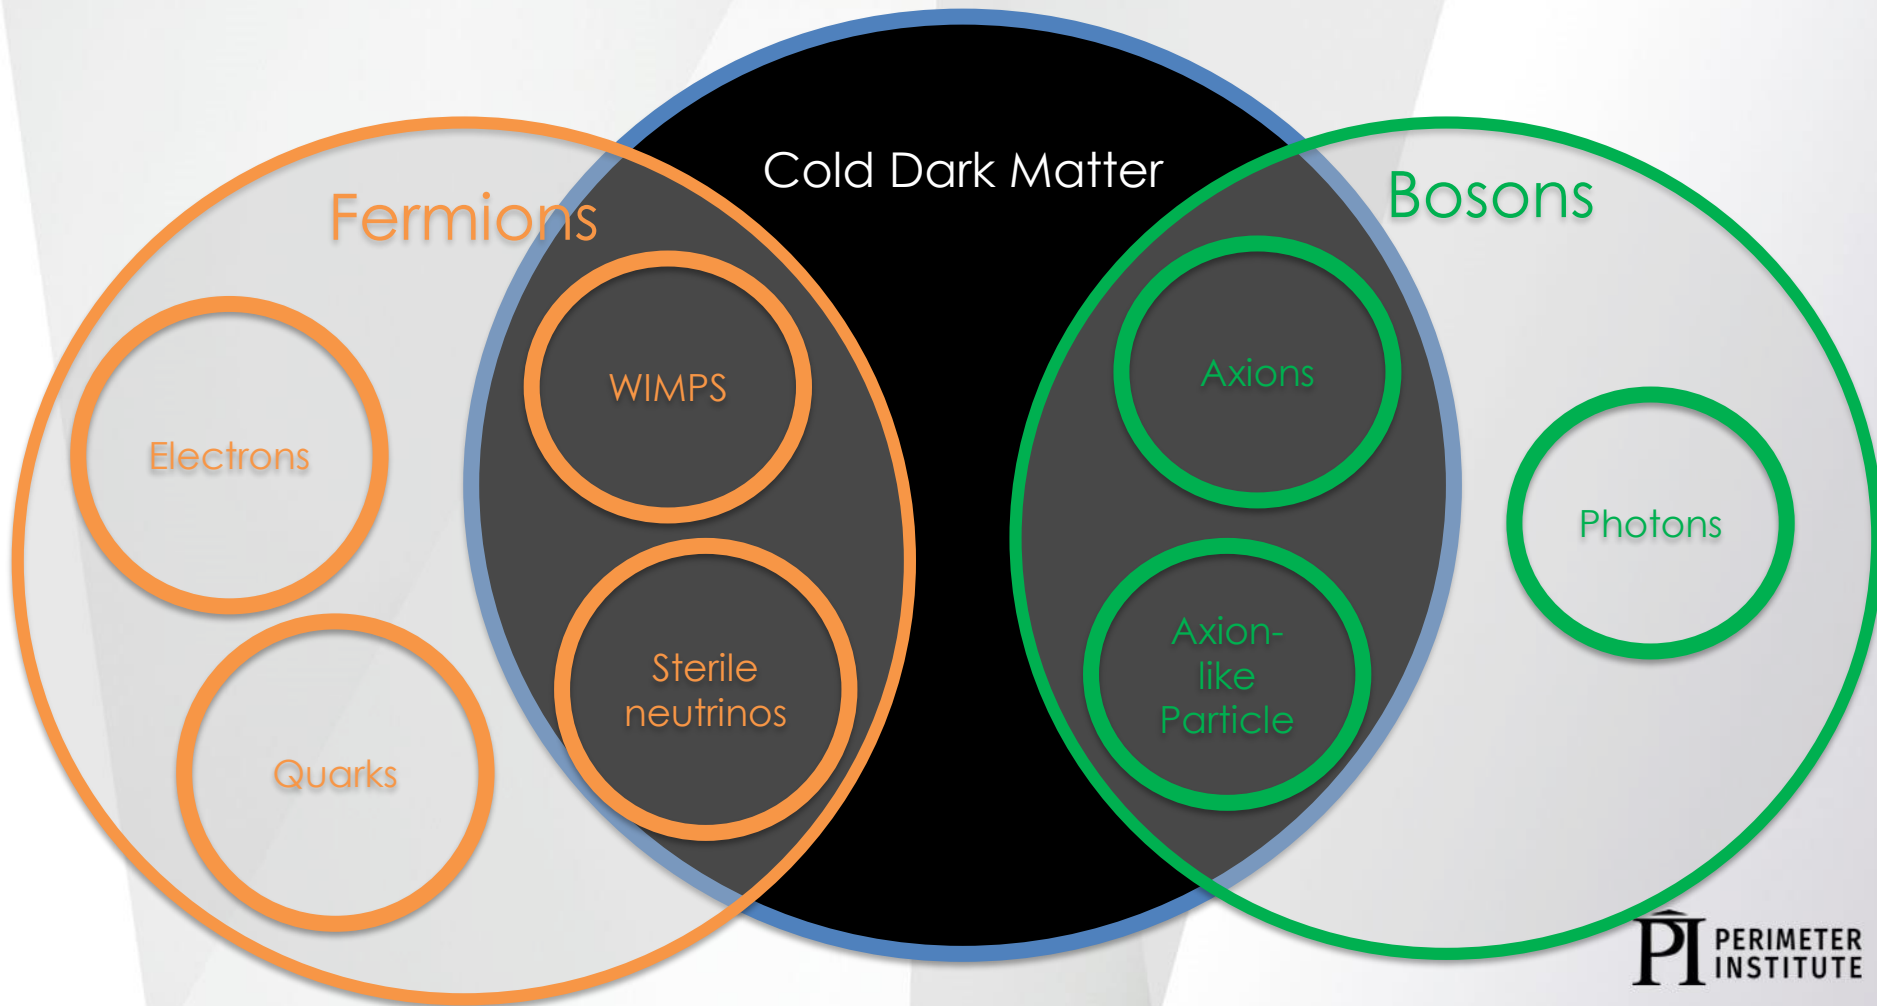 Cold Dark Matter
Fermions
Bosons
WIMPS
Axions
Electrons
Photons
Sterile
neutrinos
Axion-
like
Particle
Quarks
PI
PERIMETER
INSTITUTE